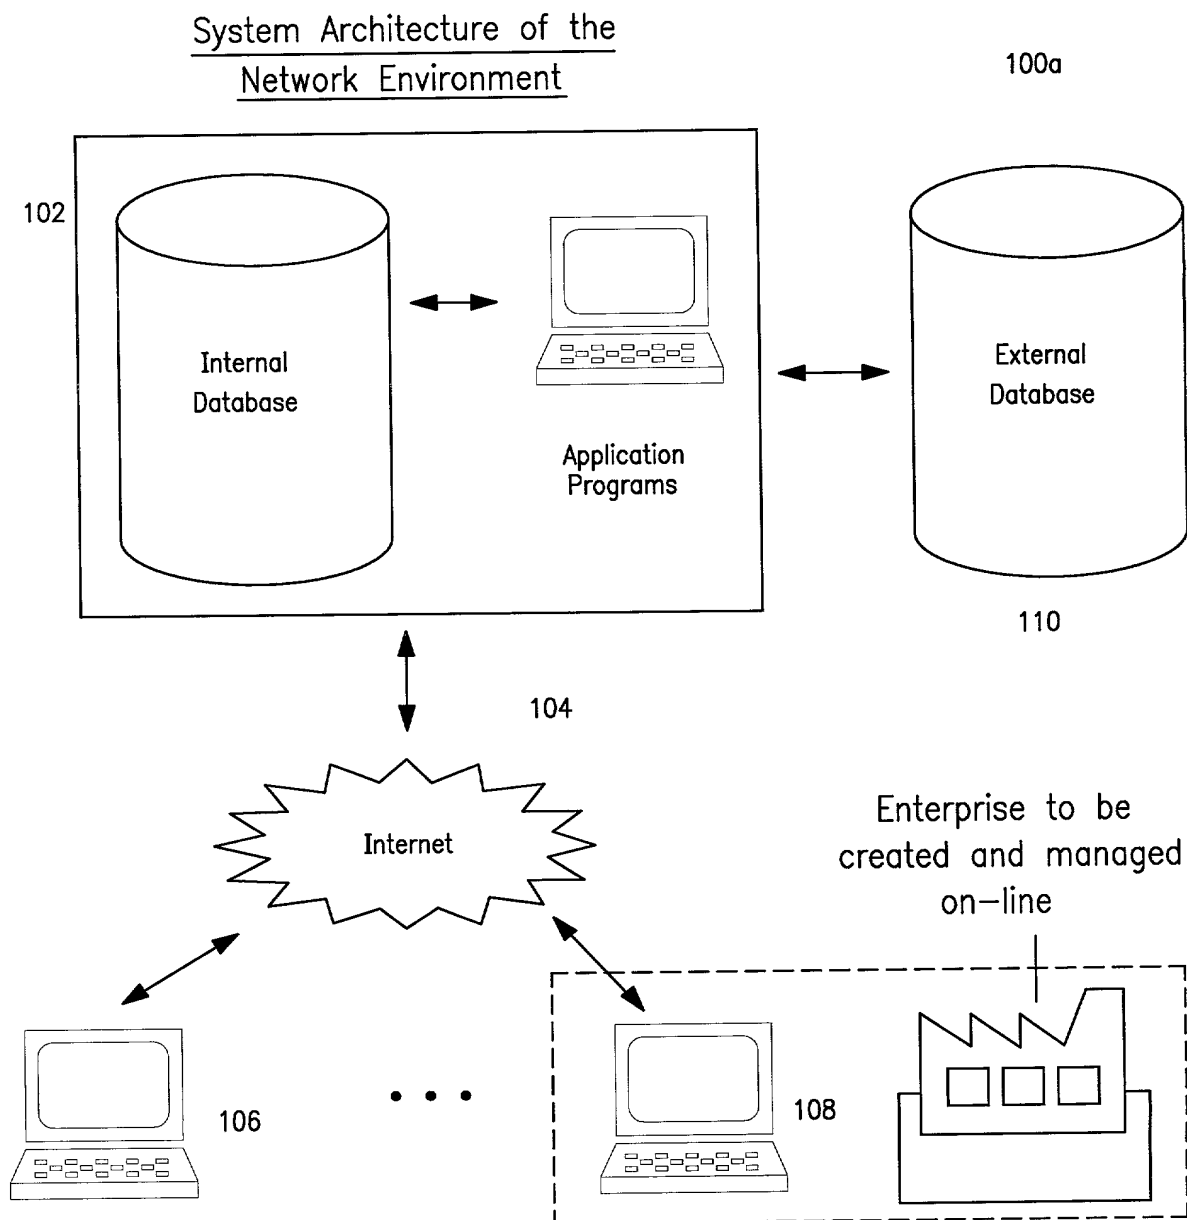 System Architecture of the
Network Environment
100a
102
Internal
Database
Application
Programs
External
Database
110
104
Internet
Enterprise to be
created and managed
on-line
106
108